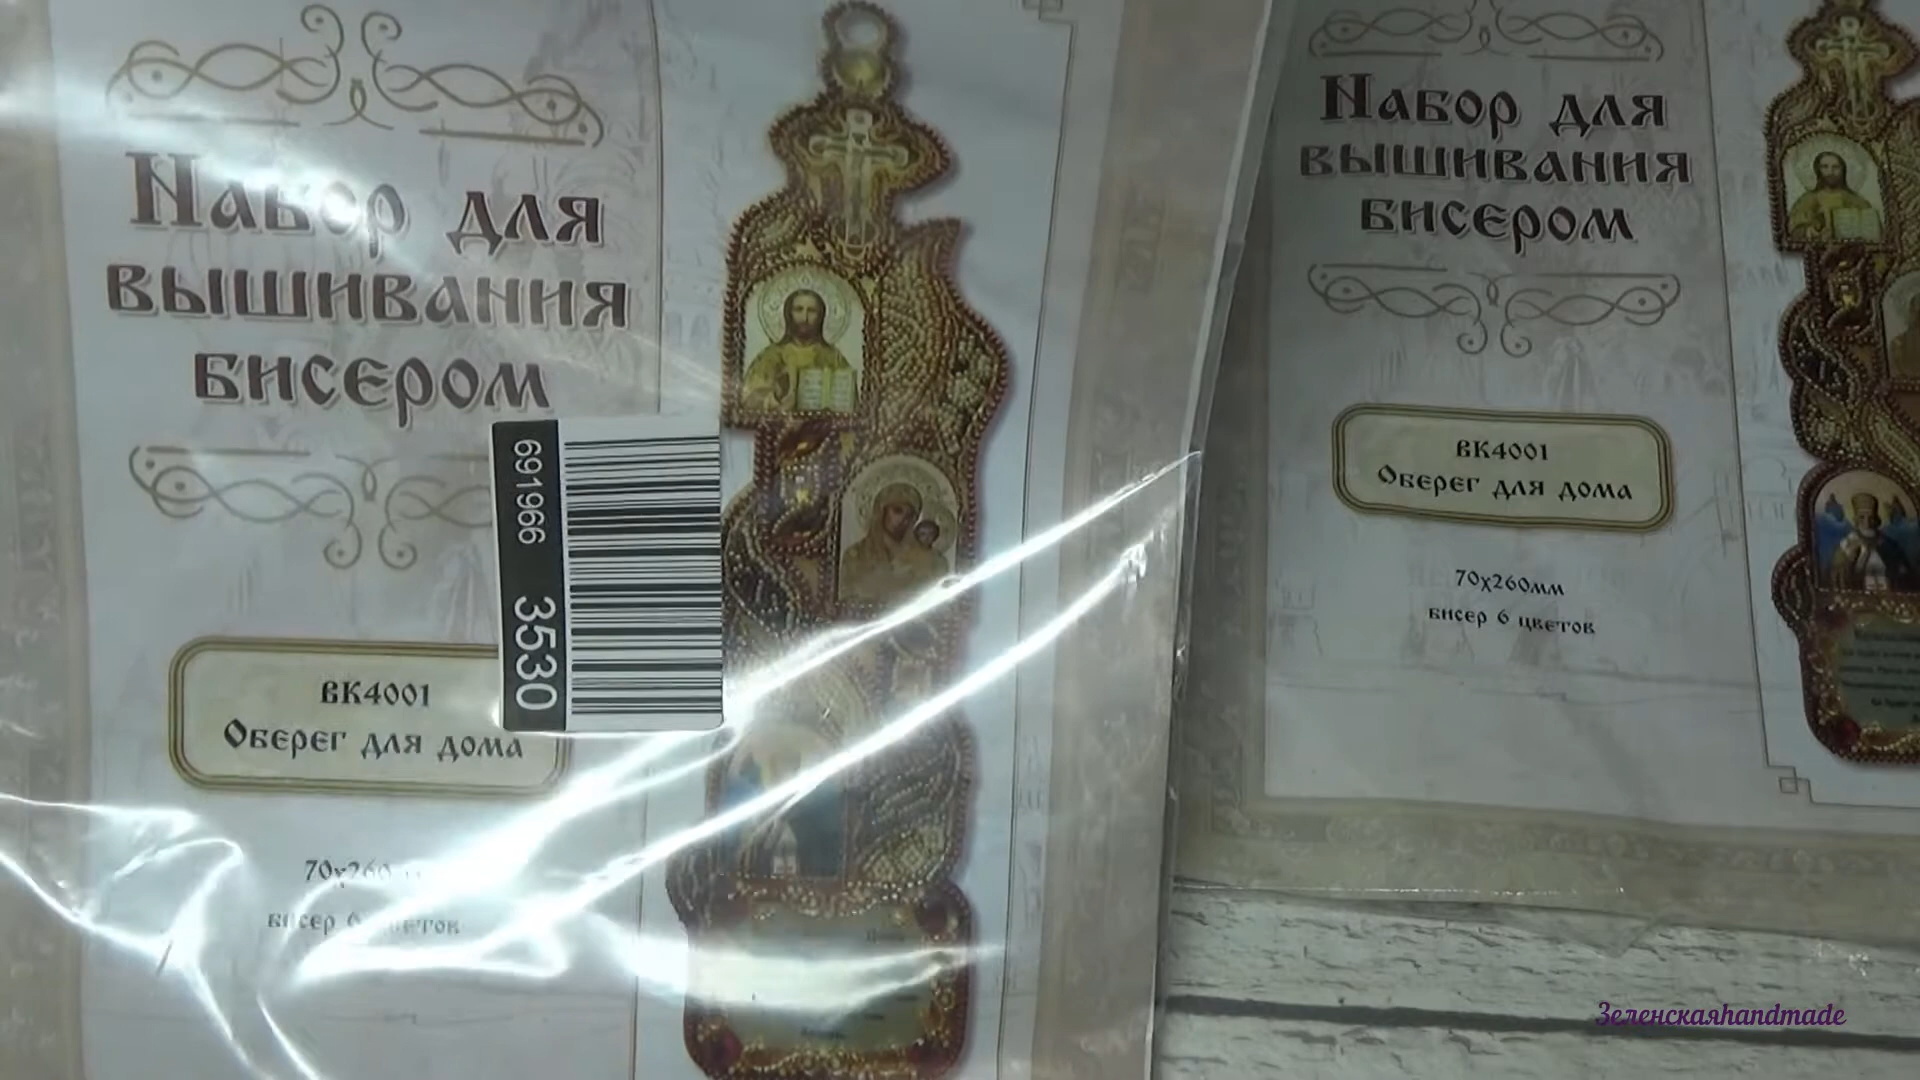 Набор для
вышивания
бисером
691966 3530
ВК4001
Оберег для дома
70х260
бисер 6 цветов
Набор для
вышивания
бисером
ВК4001
Оберег для дома
70х260мм
бисер 6 цветов
Зеленскаяhandmade